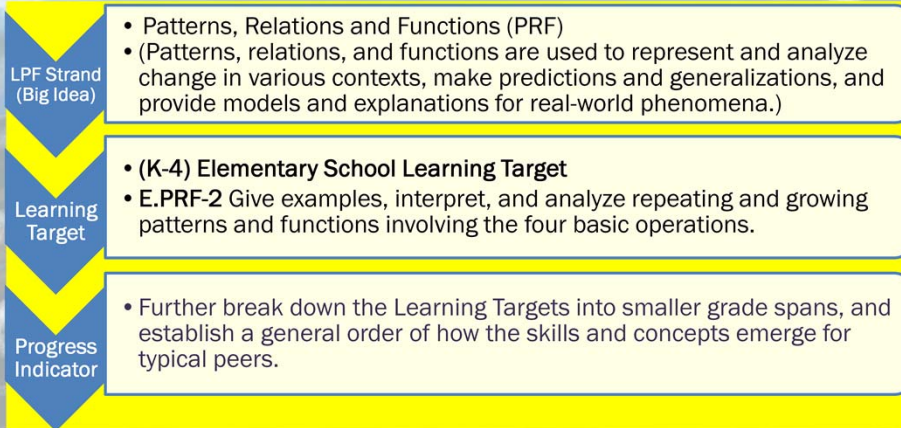 LPF Strand
(Big Idea)
• Patterns, Relations and Functions (PRF)
• (Patterns, relations, and functions are used to represent and analyze
change in various contexts, make predictions and generalizations, and
provide models and explanations for real-world phenomena.)
Learning
Target
• (K-4) Elementary School Learning Target
• E.PRF-2 Give examples, interpret, and analyze repeating and growing
patterns and functions involving the four basic operations.
Progress
Indicator
• Further break down the Learning Targets into smaller grade spans, and
establish a general order of how the skills and concepts emerge for
typical peers.